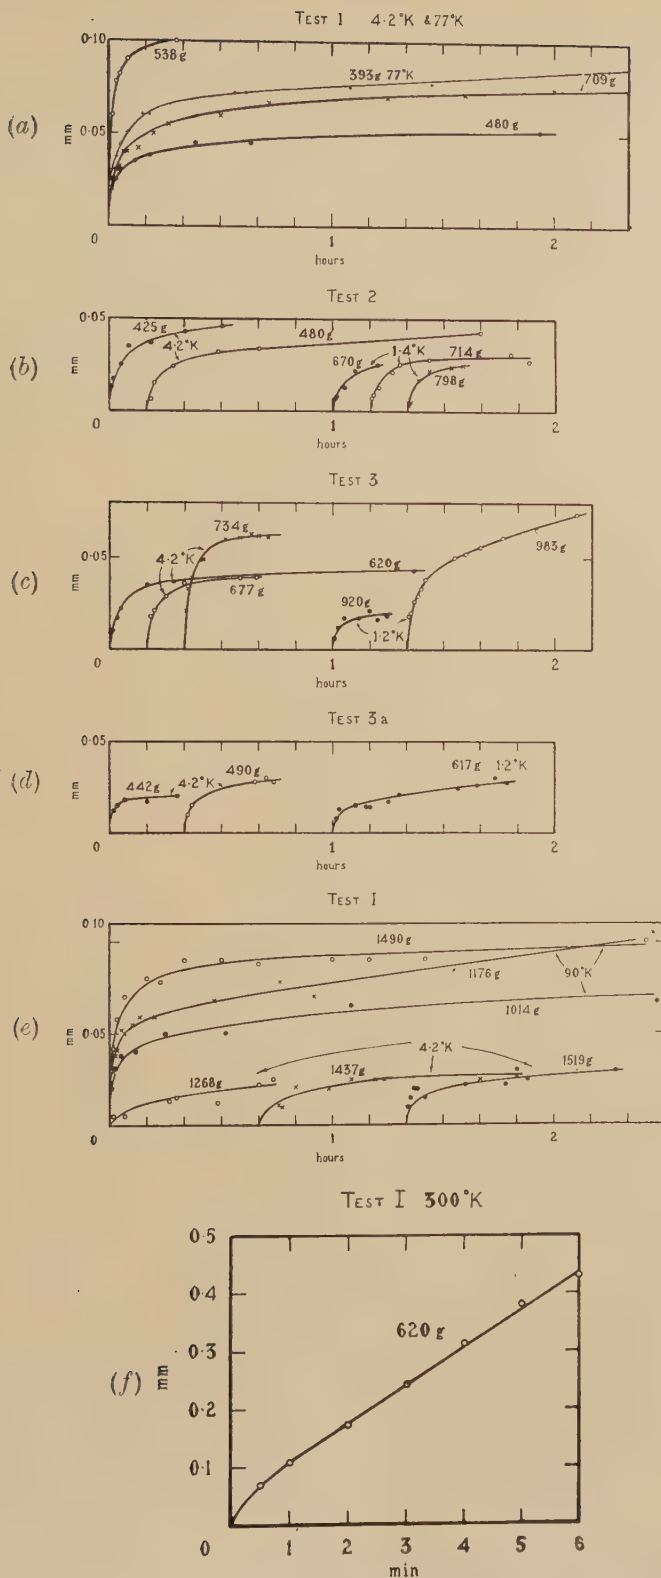 TEST 1 4·2°K & 77°K
(a)
0·10
0·05
mm
0
538g
393g 77°K
709g
480g
1
2
hours
TEST 2
(b)
0·05
mm
0
425g
4·2°K
480g
670g
1·4°K
714g
798g
1
2
hours
TEST 3
(c)
0·05
mm
0
734g
4·2°K
620g
677g
920g
1·2°K
983g
1
2
hours
TEST 3a
(d)
0·05
mm
0
442g
4·2°K
490g
617g 1·2°K
1
2
hours
TEST I
(e)
0·10
0·05
mm
0
1490g
1176g
90°K
1014g
4·2°K
1268g
1437g
1519g
1
2
hours
TEST I 300°K
(f)
0·5
0·4
0·3
0·2
0·1
mm
620g
0 1 2 3 4 5 6
min